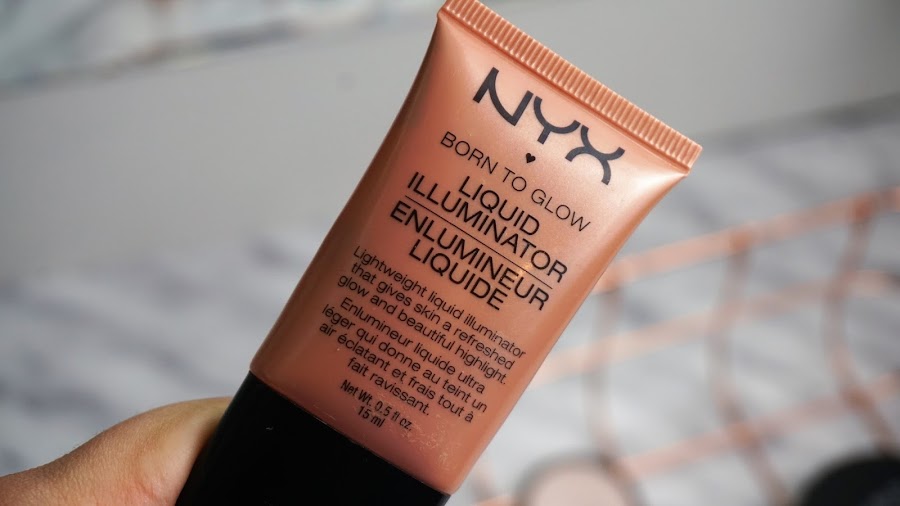 NYX
BORN TO GLOW
LIQUID
ILLUMINATOR
ENLUMINEUR
LIQUIDE
Lightweight liquid illuminator
that gives skin a refreshed
glow and beautiful highlight.
Enlumineur liquide ultra
léger qui donne au teint un
air éclatant et frais tout à
fait ravissant.
Net Wt. 0.5 fl oz.
15 ml